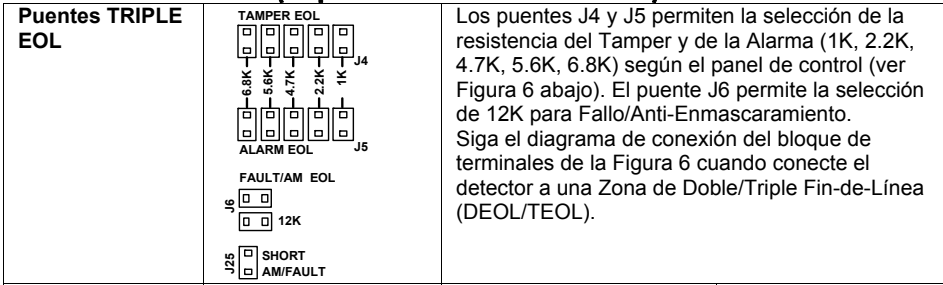 Puentes TRIPLE
EOL
TAMPER EOL
J4
6.8K
5.6K
4.7K
2.2K
1K
ALARM EOL
J5
FAULT/AM EOL
J6
12K
J25
SHORT
AM/FAULT
Los puentes J4 y J5 permiten la selección de la
resistencia del Tamper y de la Alarma (1K, 2.2K,
4.7K, 5.6K, 6.8K) según el panel de control (ver
Figura 6 abajo). El puente J6 permite la selección
de 12K para Fallo/Anti-Enmascaramiento.
Siga el diagrama de conexión del bloque de
terminales de la Figura 6 cuando conecte el
detector a una Zona de Doble/Triple Fin-de-Línea
(DEOL/TEOL).